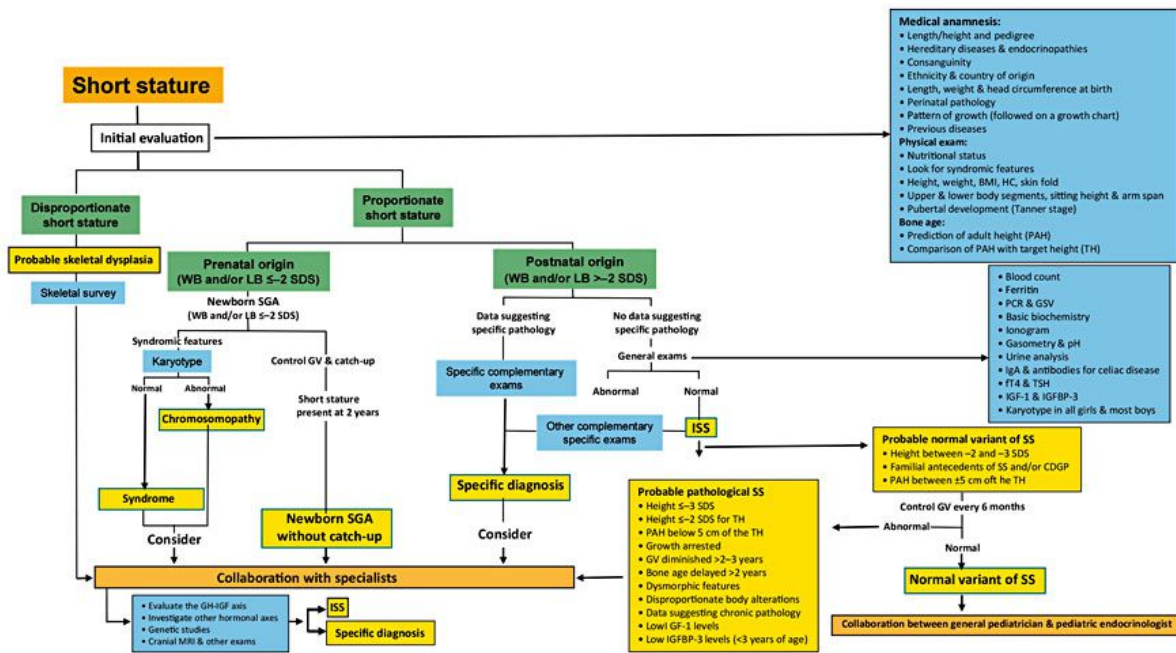 Short stature
Initial evaluation
Medical anamnesis:
• Length/height and pedigree
• Hereditary diseases & endocrinopathies
• Consanguinity
• Ethnicity & country of origin
• Length, weight & head circumference at birth
• Perinatal pathology
• Pattern of growth (followed on a growth chart)
• Previous diseases
Physical exam:
• Nutritional status
• Look for syndromic features
• Height, weight, BMI, HC, skin fold
• Upper & lower body segments, sitting height & arm span
• Pubertal development (Tanner stage)
Bone age:
• Prediction of adult height (PAH)
• Comparison of PAH with target height (TH)
Disproportionate
short stature
Probable skeletal dysplasia
Skeletal survey
Proportionate
short stature
Prenatal origin
(WB and/or LB ≤–2 SDS)
Newborn SGA
(WB and/or LB ≤–2 SDS)
Syndromic features
Karyotype
Normal
Abnormal
Chromosomopathy
Syndrome
Consider
Control GV & catch-up
Short stature
present at 2 years
Newborn SGA
without catch-up
Postnatal origin
(WB and/or LB >–2 SDS)
Data suggesting
specific pathology
Specific complementary
exams
No data suggesting
specific pathology
General exams
Abnormal
Normal
ISS
Other complementary
specific exams
Specific diagnosis
Consider
• Blood count
• Ferritin
• PCR & GSV
• Basic biochemistry
• Ionogram
• Gasometry & pH
• Urine analysis
• IgA & antibodies for celiac disease
• fT4 & TSH
• IGF-1 & IGFBP-3
• Karyotype in all girls & most boys
Probable normal variant of SS
• Height between –2 and –3 SDS
• Familial antecedents of SS and/or CDGP
• PAH between ±5 cm oft he TH
Control GV every 6 months
Abnormal
Normal
Normal variant of SS
Collaboration between general pediatrician & pediatric endocrinologist
Probable pathological SS
• Height ≤–3 SDS
• Height ≤–2 SDS for TH
• PAH below 5 cm of the TH
• Growth arrested
• GV diminished >2–3 years
• Bone age delayed >2 years
• Dysmorphic features
• Disproportionate body alterations
• Data suggesting chronic pathology
• LowI GF-1 levels
• Low IGFBP-3 levels (<3 years of age)
Collaboration with specialists
• Evaluate the GH-IGF axis
• Investigate other hormonal axes
• Genetic studies
• Cranial MRI & other exams
ISS
Specific diagnosis